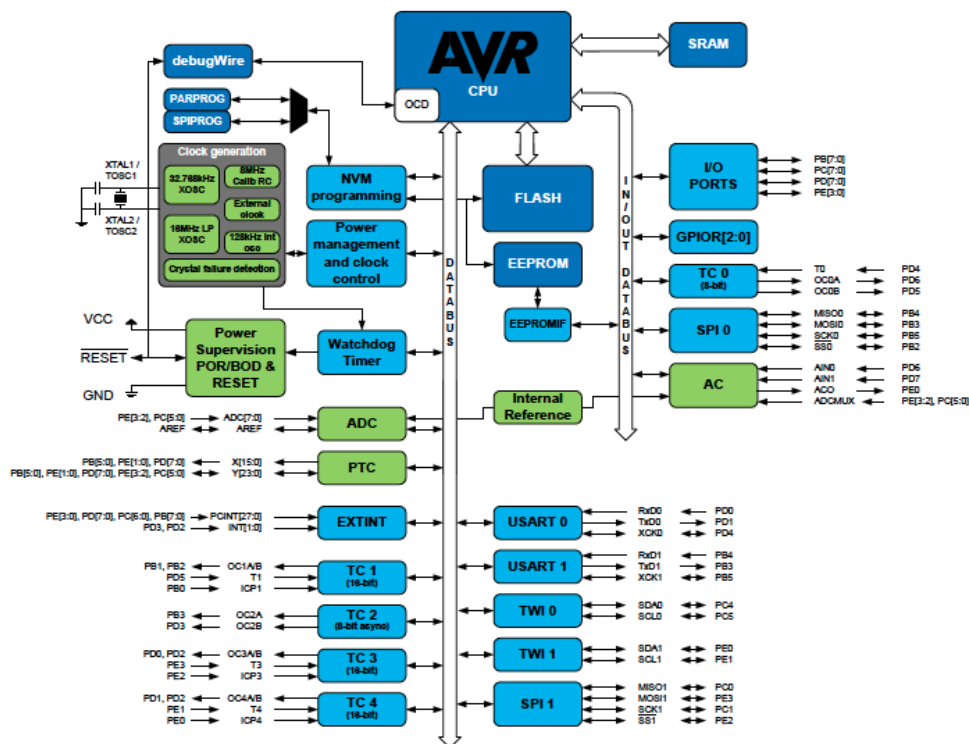 AVR
CPU
OCD
SRAM
debugWire
PARPROG
SPIPROG
Clock generation
XTAL1 /
TOSC1
32.768kHz
XOSC
8MHz
Calib RC
External
clock
16MHz LP
XOSC
128kHz int
osc
XTAL2 /
TOSC2
Crystal failure detection
NVM
programming
Power
management
and clock
control
FLASH
EEPROM
EEPROMIF
DATABUS
IN/OUT DATABUS
I/O
PORTS
PB[7:0]
PC[7:0]
PD[7:0]
PE[3:0]
GPIOR[2:0]
TC 0
(8-bit)
T0 PD4
OC0A PD6
OC0B PD5
SPI 0
MISO0 PB4
MOSI0 PB3
SCK0 PB5
SS0 PB2
VCC
RESET
GND
Power
Supervision
POR/BOD &
RESET
Watchdog
Timer
Internal
Reference
AC
AIN0 PD6
AIN1 PD7
ACO PE0
ADCMUX PE[3:2], PC[5:0]
PE[3:2], PC[5:0] ADC[7:0]
AREF AREF
ADC
PB[5:0], PE[1:0], PD[7:0] X[15:0]
PB[5:0], PE[1:0], PD[7:0], PE[3:2], PC[5:0] Y[23:0]
PTC
PE[3:0], PD[7:0], PC[6:0], PB[7:0] PCINT[27:0]
PD3, PD2 INT[1:0]
EXTINT
USART 0
RxD0 PD0
TxD0 PD1
XCK0 PD4
PB1, PB2 OC1A/B
PD5 T1
PB0 ICP1
TC 1
(16-bit)
USART 1
RxD1 PB4
TxD1 PB3
XCK1 PB5
PB3 OC2A
PD3 OC2B
TC 2
(8-bit async)
TWI 0
SDA0 PC4
SCL0 PC5
PD0, PD2 OC3A/B
PE3 T3
PE2 ICP3
TC 3
(16-bit)
TWI 1
SDA1 PE0
SCL1 PE1
PD1, PD2 OC4A/B
PE1 T4
PE0 ICP4
TC 4
(16-bit)
SPI 1
MISO1 PC0
MOSI1 PE3
SCK1 PC1
SS1 PE2